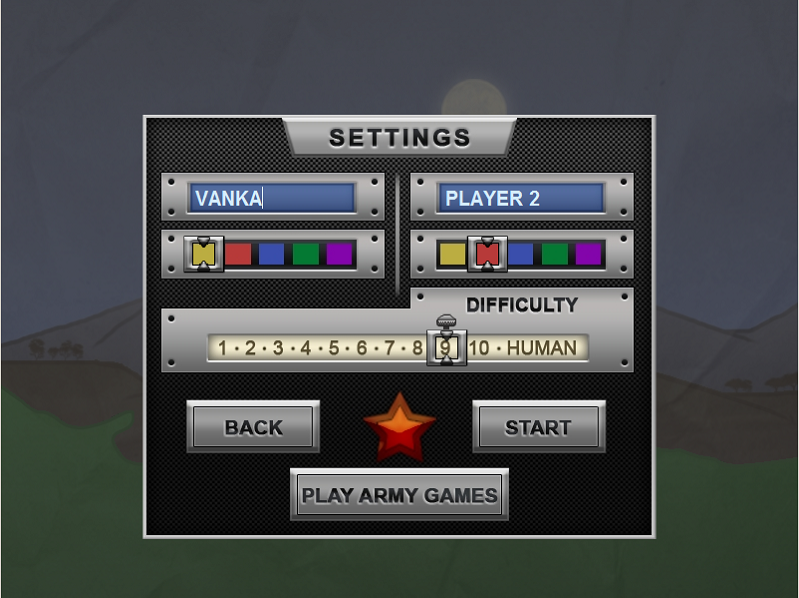 SETTINGS
VANKA
PLAYER 2
DIFFICULTY
1 · 2 · 3 · 4 · 5 · 6 · 7 · 8 9 10 · HUMAN
BACK
START
PLAY ARMY GAMES